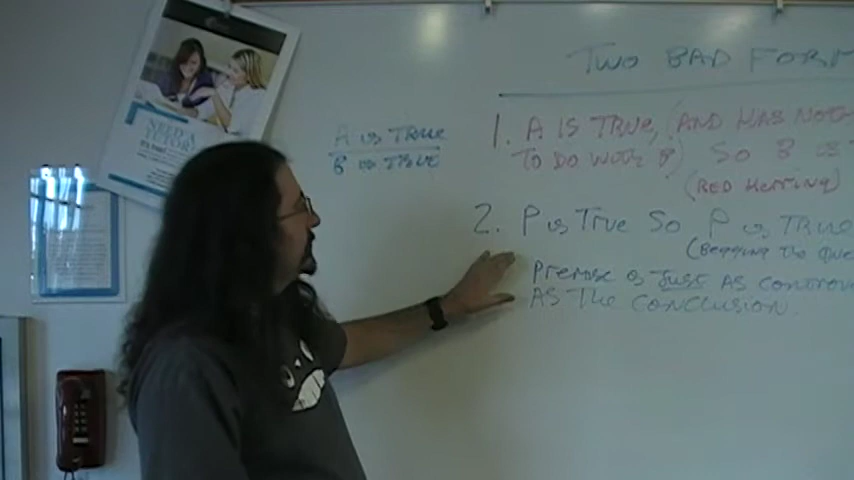 TWO BAD FORM
A is TRUE
B is TRUE
1. A IS TRUE, (AND HAS NOTH
TO DO WITH B) SO B is
(RED HERRING)
2. P is True So P is TRUE
(Begging the Que
Premise is JUST AS CONTROV
AS The CONCLUSION.
NEED A
TUTOR?